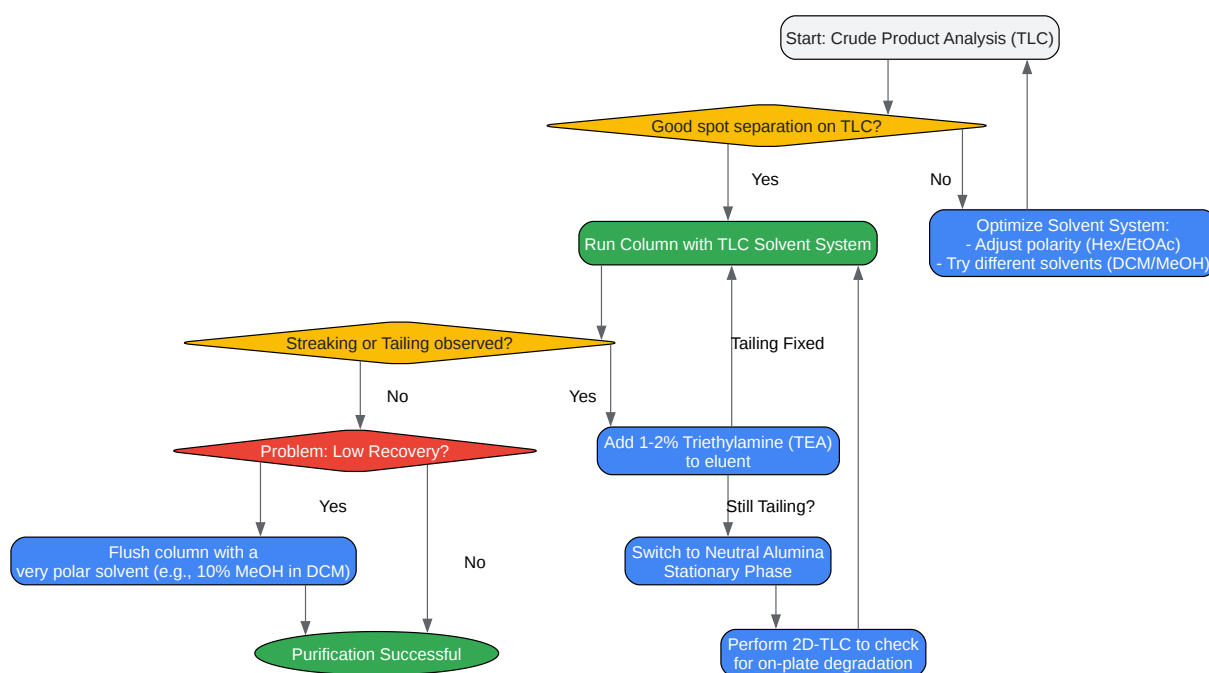 Start: Crude Product Analysis (TLC)
Good spot separation on TLC?
Yes
No
Optimize Solvent System:
- Adjust polarity (Hex/EtOAc)
- Try different solvents (DCM/MeOH)
Run Column with TLC Solvent System
Streaking or Tailing observed?
Tailing Fixed
No
Yes
Problem: Low Recovery?
Add 1-2% Triethylamine (TEA)
to eluent
Yes
Still Tailing?
Flush column with a
very polar solvent (e.g., 10% MeOH in DCM)
No
Switch to Neutral Alumina
Stationary Phase
Purification Successful
Perform 2D-TLC to check
for on-plate degradation